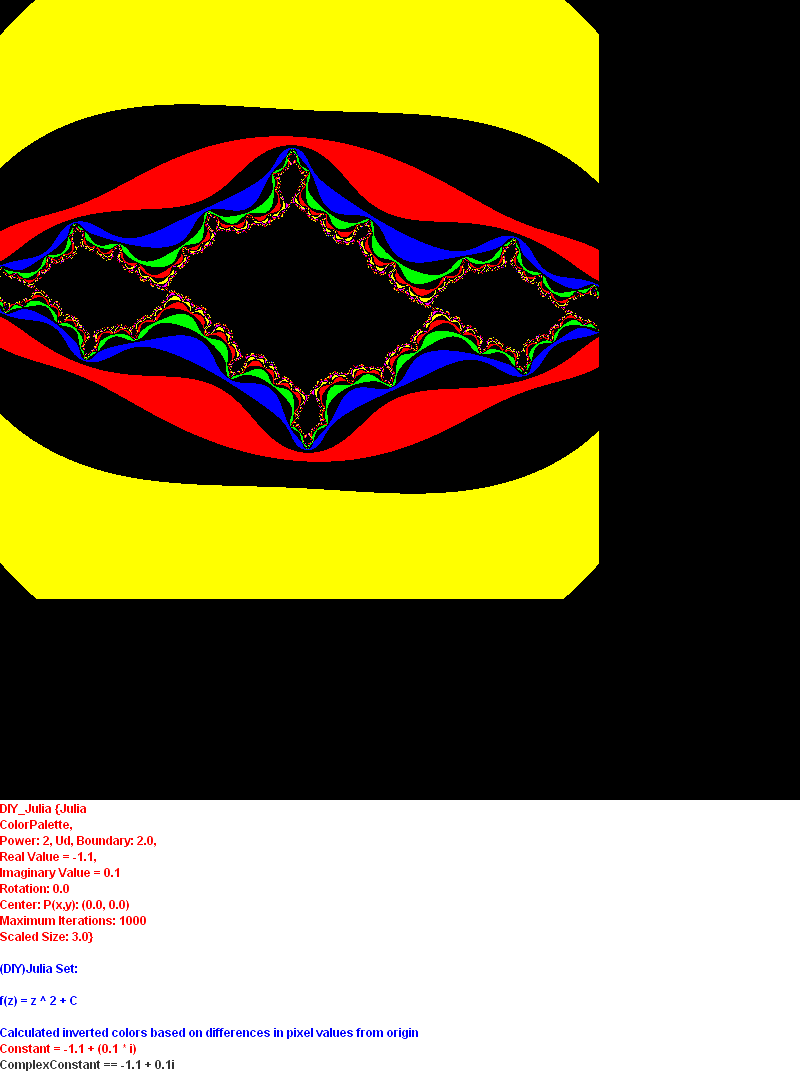 DIY_Julia {Julia
ColorPalette,
Power: 2, Ud, Boundary: 2.0,
Real Value = -1.1,
Imaginary Value = 0.1
Rotation: 0.0
Center: P(x,y): (0.0, 0.0)
Maximum Iterations: 1000
Scaled Size: 3.0}
(DIY)Julia Set:
f(z) = z ^ 2 + C
Calculated inverted colors based on differences in pixel values from origin
Constant = -1.1 + (0.1 * i)
ComplexConstant == -1.1 + 0.1i